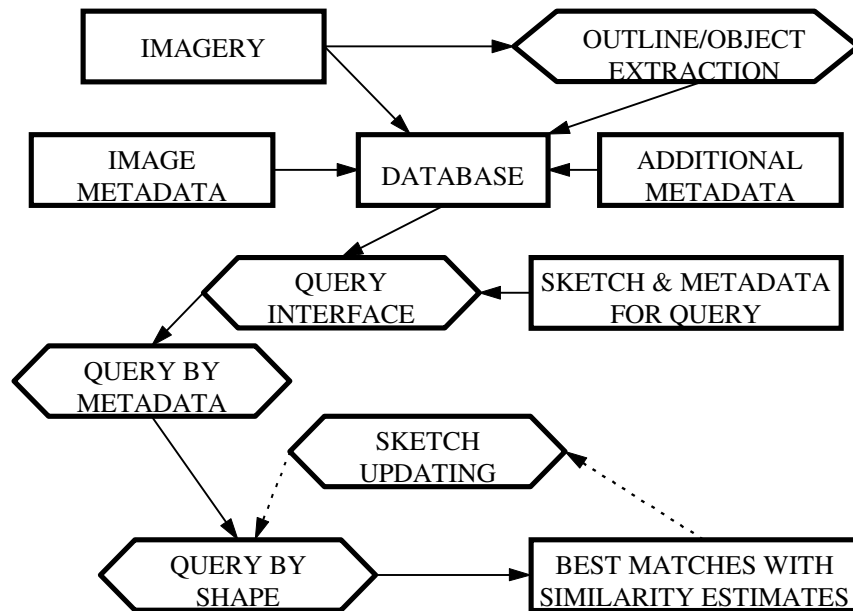 IMAGERY
OUTLINE/OBJECT
EXTRACTION
IMAGE
METADATA
DATABASE
ADDITIONAL
METADATA
QUERY
INTERFACE
SKETCH & METADATA
FOR QUERY
QUERY BY
METADATA
SKETCH
UPDATING
QUERY BY
SHAPE
BEST MATCHES WITH
SIMILARITY ESTIMATES